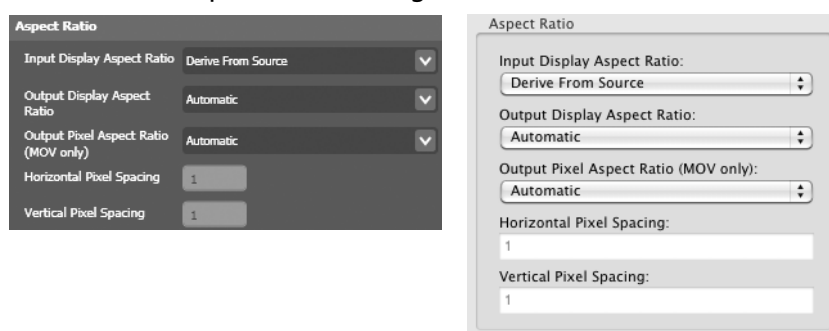 Aspect Ratio
Input Display Aspect Ratio Derive From Source
Output Display Aspect
Ratio
Automatic
Output Pixel Aspect Ratio
(MOV only)
Automatic
Horizontal Pixel Spacing 1
Vertical Pixel Spacing 1
Aspect Ratio
Input Display Aspect Ratio:
Derive From Source
Output Display Aspect Ratio:
Automatic
Output Pixel Aspect Ratio (MOV only):
Automatic
Horizontal Pixel Spacing:
1
Vertical Pixel Spacing:
1